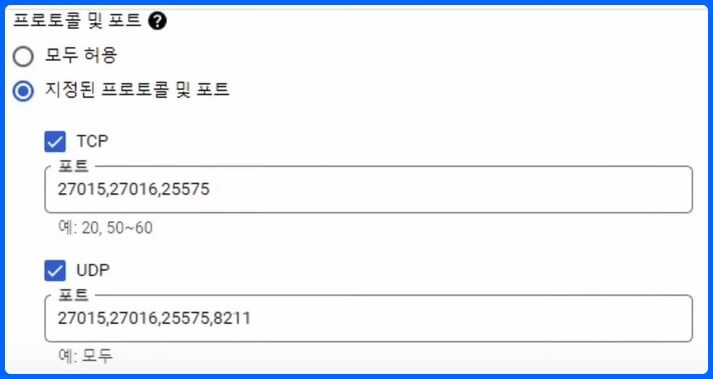 프로토콜 및 포트 ?
모두 허용
지정된 프로토콜 및 포트
TCP
포트
27015,27016,25575
예: 20, 50~60
UDP
포트
27015,27016,25575,8211
예: 모두